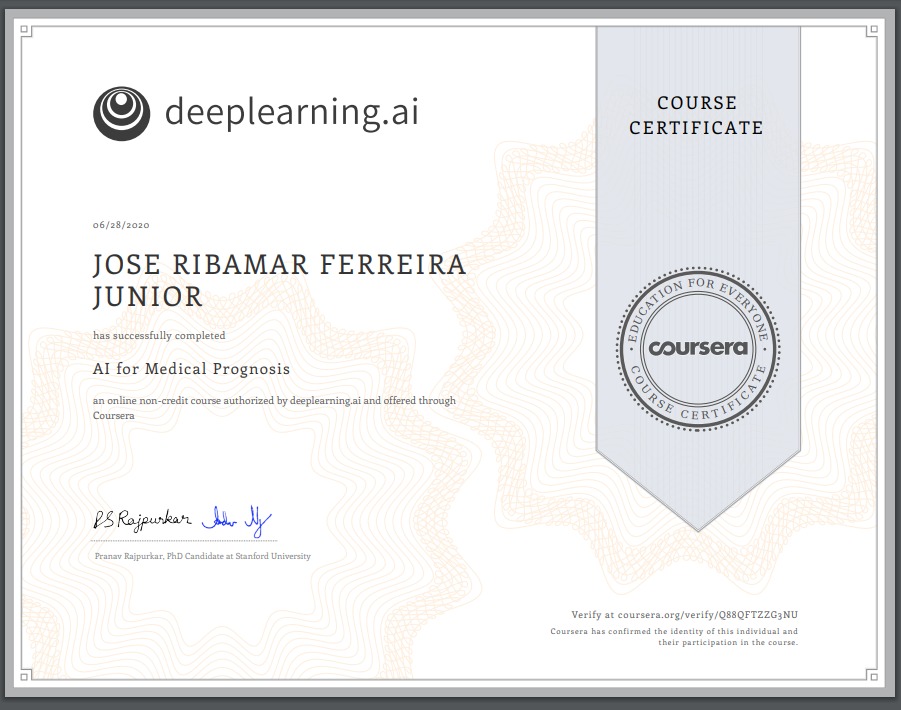 deeplearning.ai
COURSE
CERTIFICATE
06/28/2020
JOSE RIBAMAR FERREIRA
JUNIOR
has successfully completed
AI for Medical Prognosis
an online non-credit course authorized by deeplearning.ai and offered through
Coursera
EDUCATION FOR EVERYONE
coursera
COURSE CERTIFICATE
PS Rajpurkar
Pranav Rajpurkar, PhD Candidate at Stanford University
Verify at coursera.org/verify/Q88QFTZZG3NU
Coursera has confirmed the identity of this individual and
their participation in the course.